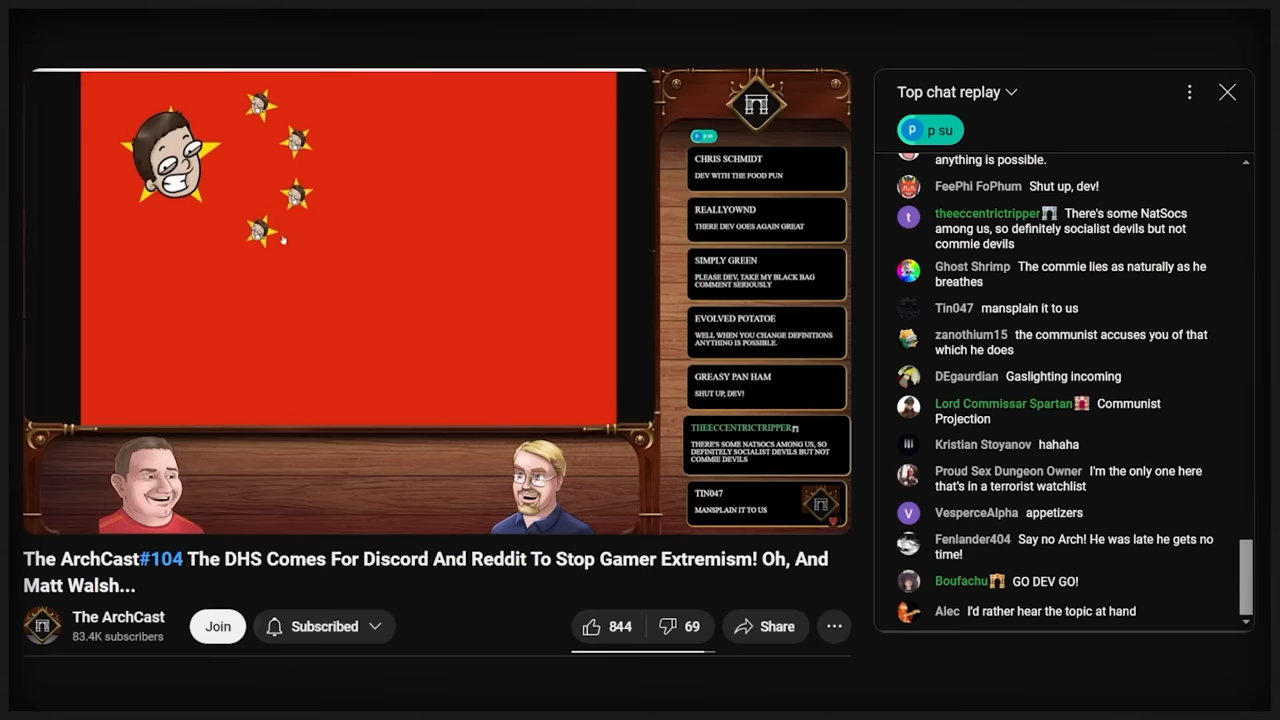 CHRIS SCHMIDT
DEV WITH THE FOOD PUN
REALLYOWND
THERE DEV GOES AGAIN GREAT
SIMPLY GREEN
PLEASE DEV, TAKE MY BLACK BAG
COMMENT SERIOUSLY
EVOLVED POTATOE
WELL WHEN YOU CHANGE DEFINITIONS
ANYTHING IS POSSIBLE.
GREASY PAN HAM
SHUT UP, DEV!
THEECCENTRICTRIPPER
THERE'S SOME NATSOCS AMONG US, SO
DEFINITELY SOCIALIST DEVILS BUT NOT
COMMIE DEVILS
TIN047
MANSPLAIN IT TO US
The ArchCast#104 The DHS Comes For Discord And Reddit To Stop Gamer Extremism! Oh, And
Matt Walsh...
The ArchCast
83.4K subscribers
Join
Subscribed
844
69
Share
Top chat replay
p p su
anything is possible.
FeePhi FoPhum Shut up, dev!
t theeccentrictripper There's some NatSocs
among us, so definitely socialist devils but not
commie devils
Ghost Shrimp The commie lies as naturally as he
breathes
Tin047 mansplain it to us
zanothium15 the communist accuses you of that
which he does
DEgaurdian Gaslighting incoming
Lord Commissar Spartan Communist
Projection
Kristian Stoyanov hahaha
Proud Sex Dungeon Owner I'm the only one here
that's in a terrorist watchlist
V VesperceAlpha appetizers
Fenlander404 Say no Arch! He was late he gets no
time!
Boufachu GO DEV GO!
Alec I'd rather hear the topic at hand